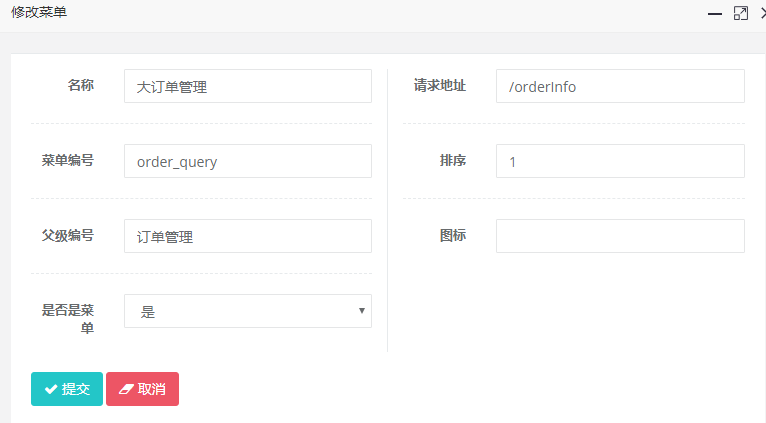 修改菜单
名称
大订单管理
请求地址
/orderInfo
菜单编号
order_query
排序
1
父级编号
订单管理
图标
是否是菜
单
是
提交
取消